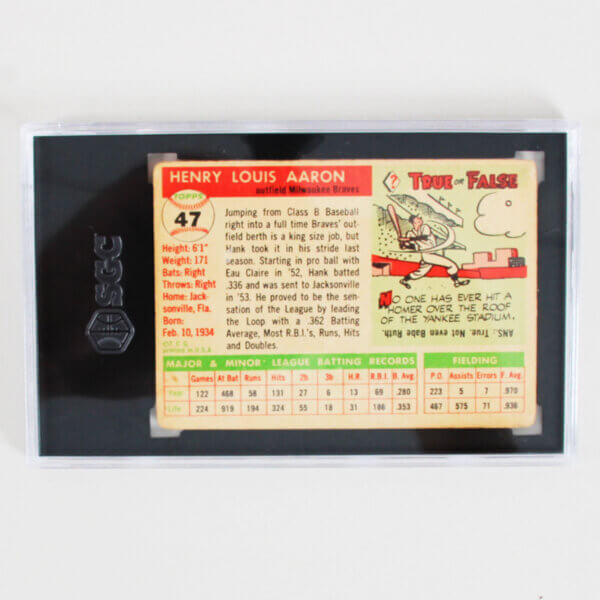 HENRY LOUIS AARON
outfield Milwaukee Braves
TOPPS
47
Height: 6'1"
Weight: 171
Bats: Right
Throws: Right
Home: Jack-
sonville, Fla.
Born:
Feb. 10, 1934
©T. C. G.
printed in U.S.A.
Jumping from Class B Baseball
right into a full time Braves' out-
field berth is a king size job, but
Hank took it in his stride last
season. Starting in pro ball with
Eau Claire in '52, Hank batted
.336 and was sent to Jacksonville
in '53. He proved to be the sen-
sation of the League by leading
the Loop with a .362 Batting
Average, Most R.B.I.'s, Runs, Hits
and Doubles.
? TRUE OR FALSE
NO ONE HAS EVER HIT A
HOMER OVER THE ROOF
OF THE YANKEE STADIUM.
ANS.: True. Not even Babe Ruth.
MAJOR & MINOR LEAGUE BATTING RECORDS FIELDING
% Games At Bat Runs Hits 2b 3b H.R. R.B.I. B. Avg. P.O. Assists Errors F. Avg.
Year 122 468 58 131 27 6 13 69 .280 223 5 7 .970
Life 224 919 194 324 55 18 31 186 .353 467 575 71 .936
SGC